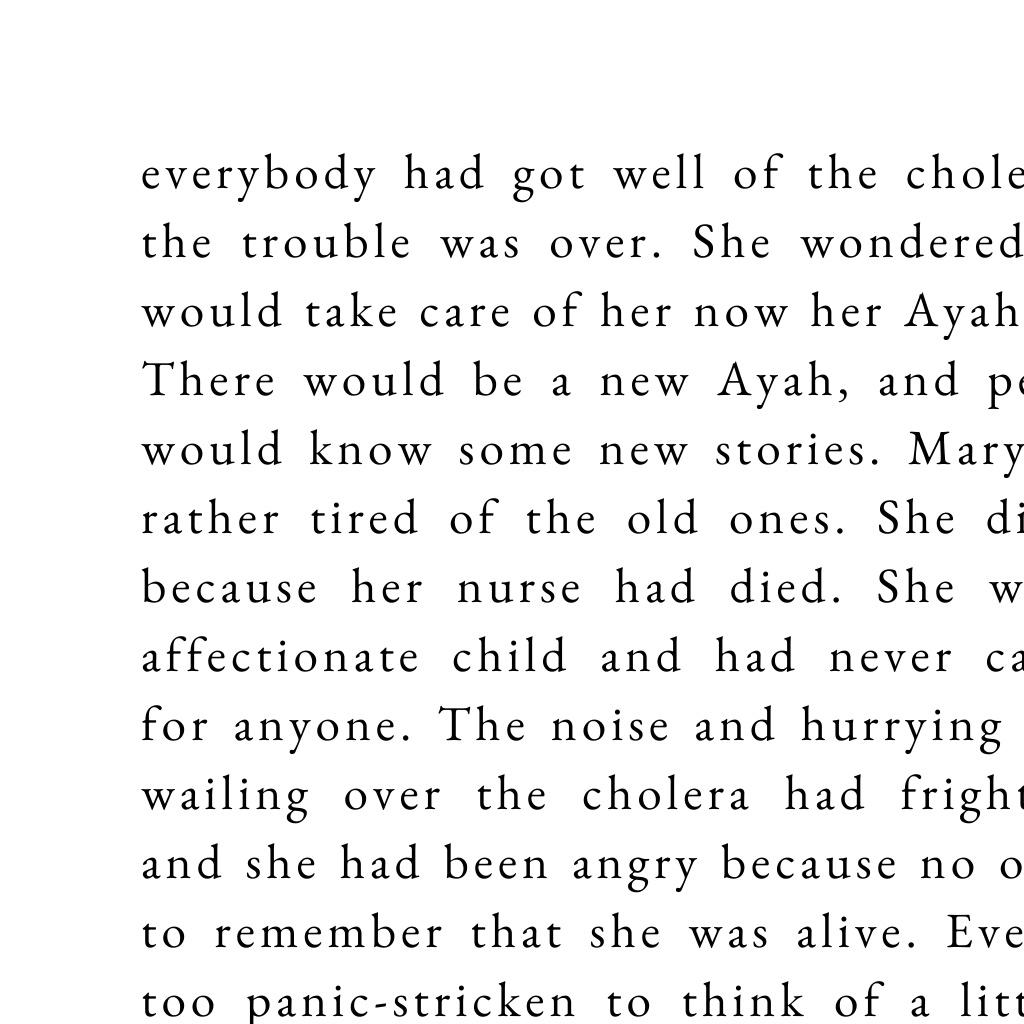 everybody had got well of the chole
the trouble was over. She wondered
would take care of her now her Ayah
There would be a new Ayah, and pe
would know some new stories. Mary
rather tired of the old ones. She di
because her nurse had died. She w
affectionate child and had never ca
for anyone. The noise and hurrying
wailing over the cholera had fright
and she had been angry because no o
to remember that she was alive. Eve
too panic-stricken to think of a litt